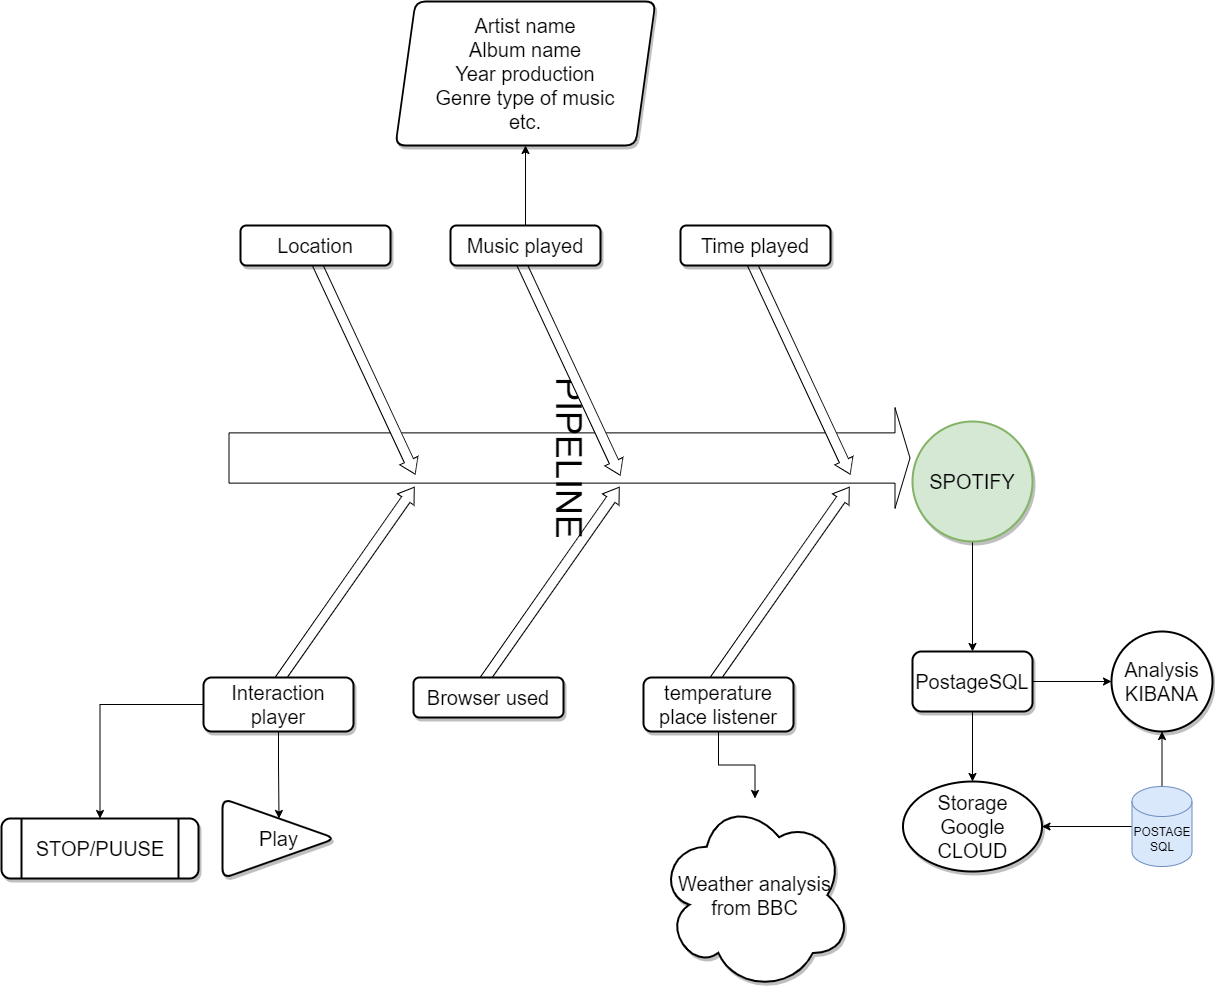 Artist name
Album name
Year production
Genre type of music
etc.
Location
Music played
Time played
PIPELINE
SPOTIFY
Interaction
player
Browser used
temperature
place listener
PostageSQL
Analysis
KIBANA
STOP/PUUSE
Play
Storage
Google
CLOUD
POSTAGE
SQL
Weather analysis
from BBC